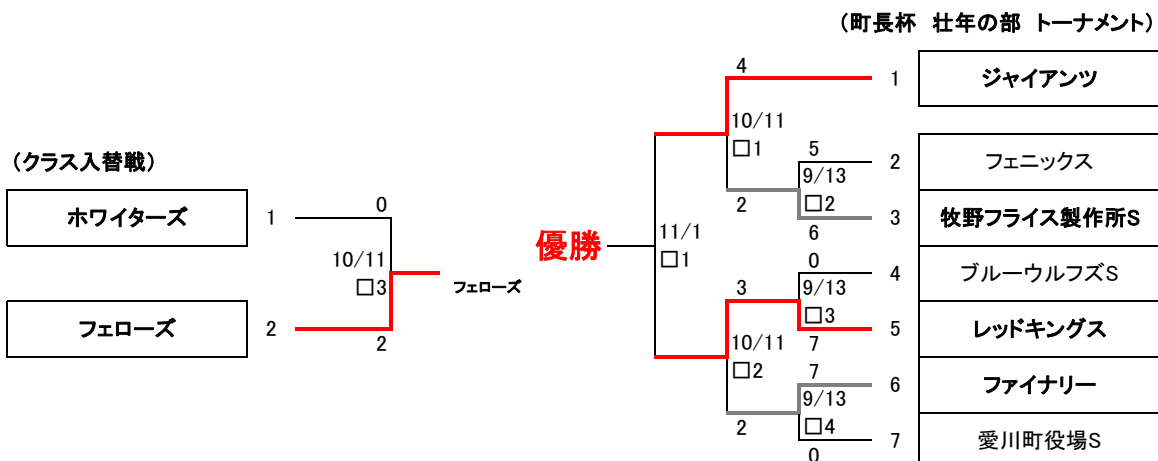 （町長杯 壮年の部 トーナメント）
4
1 ジャイアンツ
10/11
□1
5
2 フェニックス
9/13
□2
2
3 牧野フライス製作所S
6
（クラス入替戦）
ホワイターズ 1
0
10/11
□3
フェローズ
フェローズ 2
2
優勝
11/1
□1
0
4 ブルーウルフズS
3
9/13
□3
5 レッドキングス
7
10/11
□2
7
6 ファイナリー
9/13
□4
2
7 愛川町役場S
0